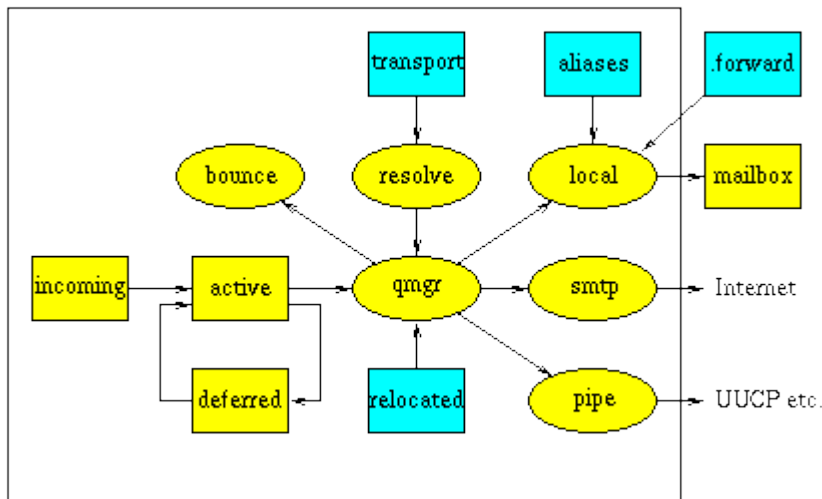 transport
aliases
.forward
bounce
resolve
local
mailbox
incoming
active
qmgr
smtp
Internet
deferred
relocated
pipe
UUCP etc.